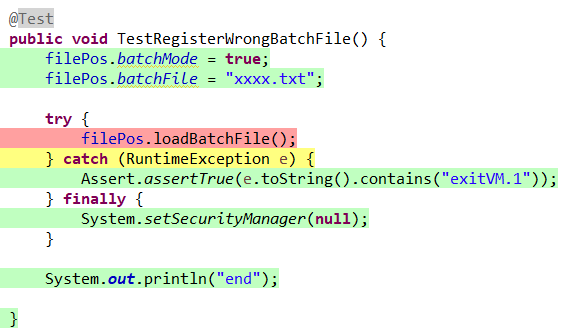 @Test
public void TestRegisterWrongBatchFile() {
    filePos.batchMode = true;
    filePos.batchFile = "xxxx.txt";

    try {
        filePos.loadBatchFile();
    } catch (RuntimeException e) {
        Assert.assertTrue(e.toString().contains("exitVM.1"));
    } finally {
        System.setSecurityManager(null);
    }

    System.out.println("end");

}